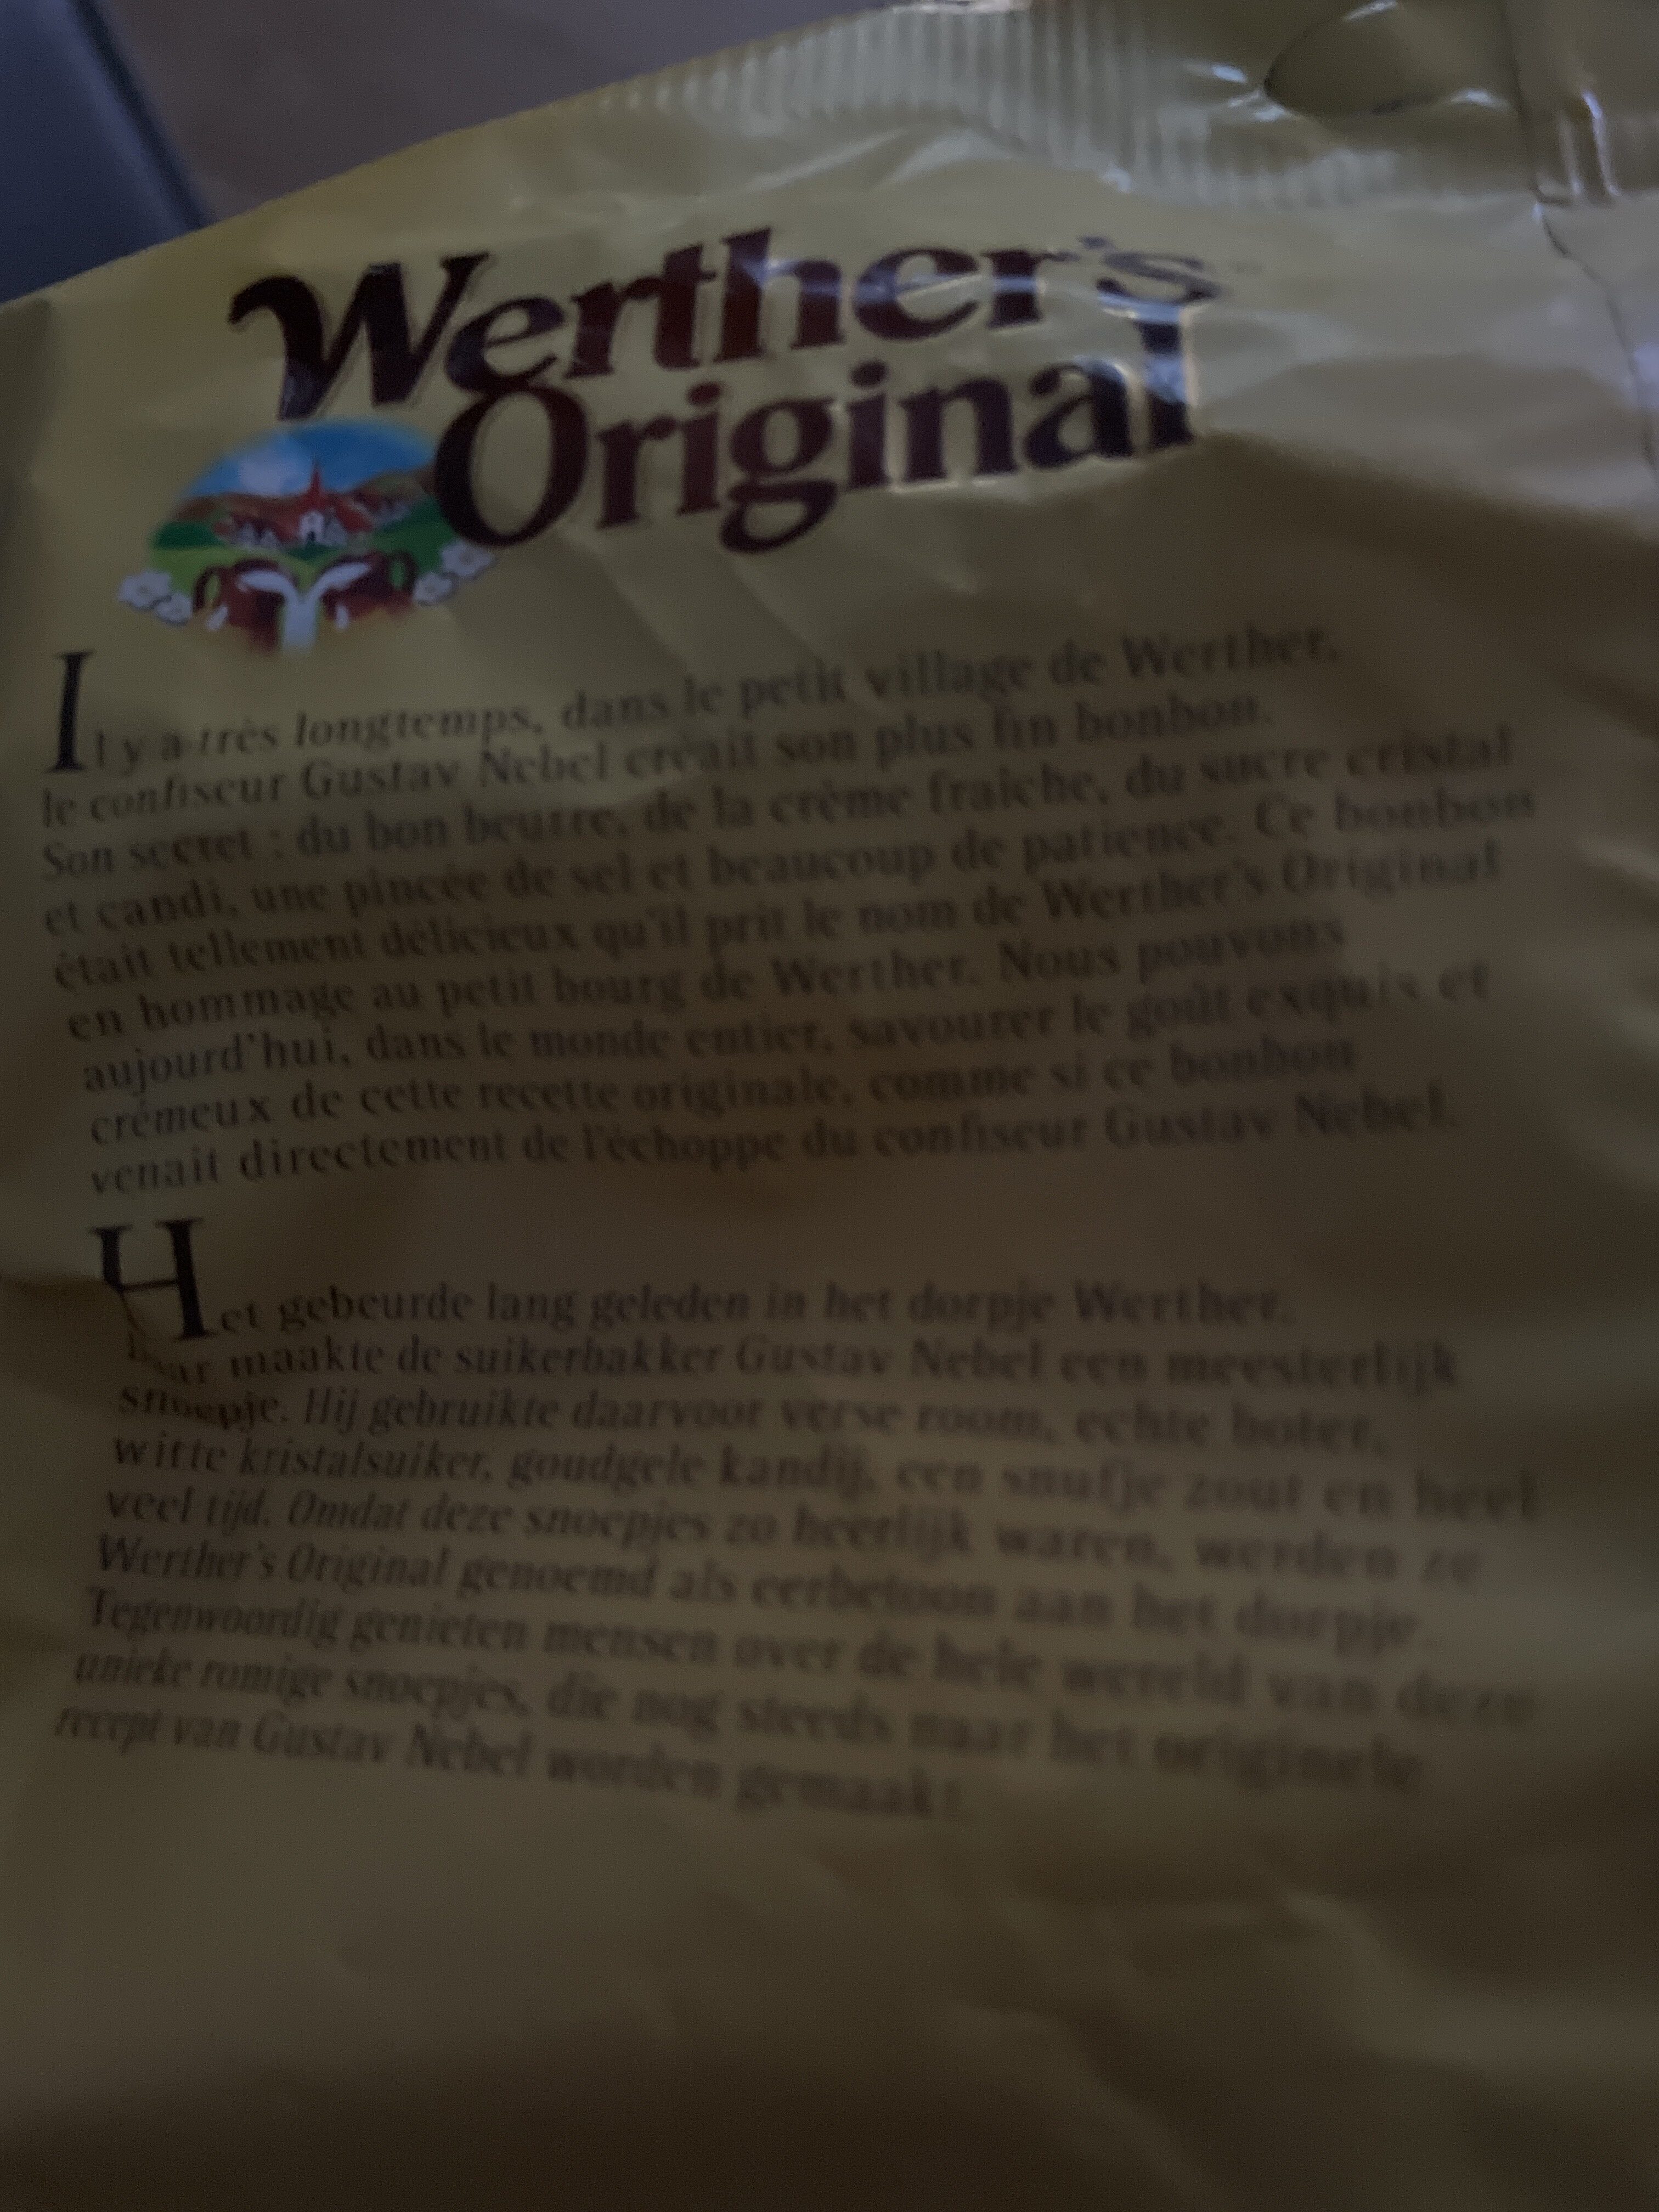 Werther's
Original
Il y a très longtemps, dans le petit village de Werther,
le confiseur Gustav Nebel créait son plus fin bonbon.
Son secret : du bon beurre, de la crème fraîche, du sucre cristal
et candi, une pincée de sel et beaucoup de patience. Ce bonbon
était tellement délicieux qu'il prit le nom de Werther's Original
en hommage au petit bourg de Werther. Nous pouvons
aujourd'hui, dans le monde entier, savourer le goût exquis et
crémeux de cette recette originale, comme si ce bonbon
venait directement de l'échoppe du confiseur Gustav Nebel.
Het gebeurde lang geleden in het dorpje Werther.
Daar maakte de suikerbakker Gustav Nebel een meesterlijk
snoepje. Hij gebruikte daarvoor verse room, echte boter,
witte kristalsuiker, goudgele kandij, een snufje zout en heel
veel tijd. Omdat deze snoepjes zo heerlijk waren, werden ze
Werther's Original genoemd als eerbetoon aan het dorpje.
Tegenwoordig genieten mensen over de hele wereld van deze
unieke romige snoepjes, die nog steeds naar het originele
recept van Gustav Nebel worden gemaakt.